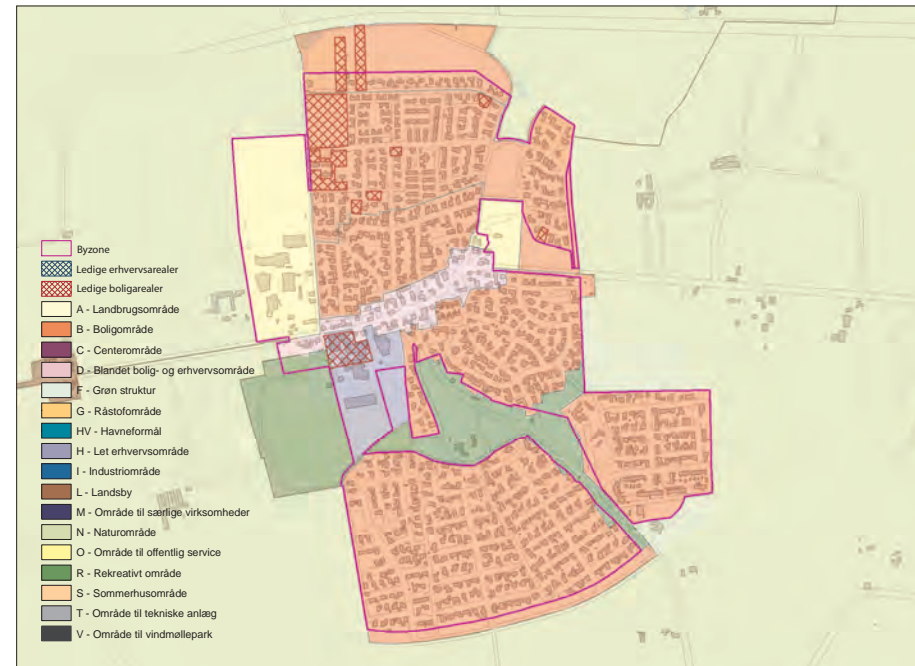 Byzone
Ledige erhvervsarealer
Ledige boligarealer
A - Landbrugsområde
B - Boligområde
C - Centerområde
D - Blandet bolig- og erhvervsområde
F - Grøn struktur
G - Råstofområde
HV - Havneformål
H - Let erhvervsområde
I - Industriområde
L - Landsby
M - Område til særlige virksomheder
N - Naturområde
O - Område til offentlig service
R - Rekreativt område
S - Sommerhusområde
T - Område til tekniske anlæg
V - Område til vindmøllepark